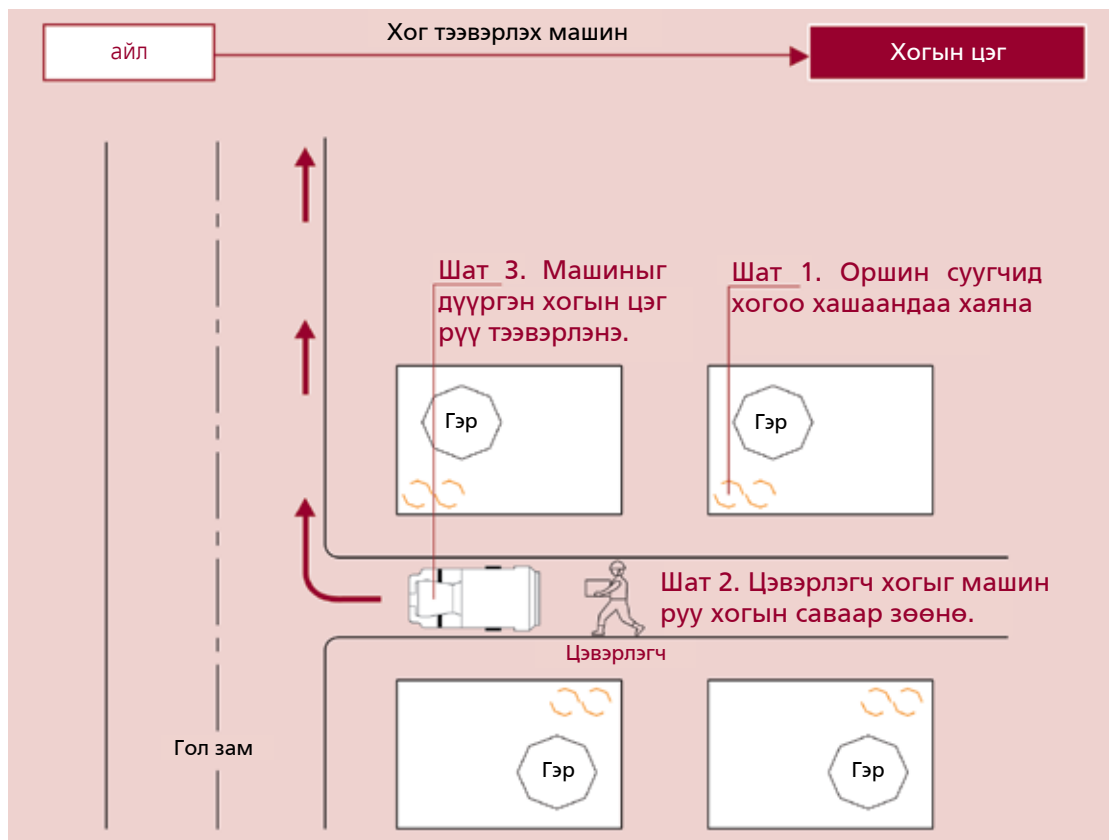 айл
Хог тээвэрлэх машин
Хогын цэг
Шат 3. Машиныг
дүүргэн хогын цэг
рүү тээвэрлэнэ.
Шат 1. Оршин суугчид
хогоо хашаандаа хаяна
Гэр
Гэр
Шат 2. Цэвэрлэгч хогыг машин
руу хогын саваар зөөнө.
Цэвэрлэгч
Гол зам
Гэр
Гэр